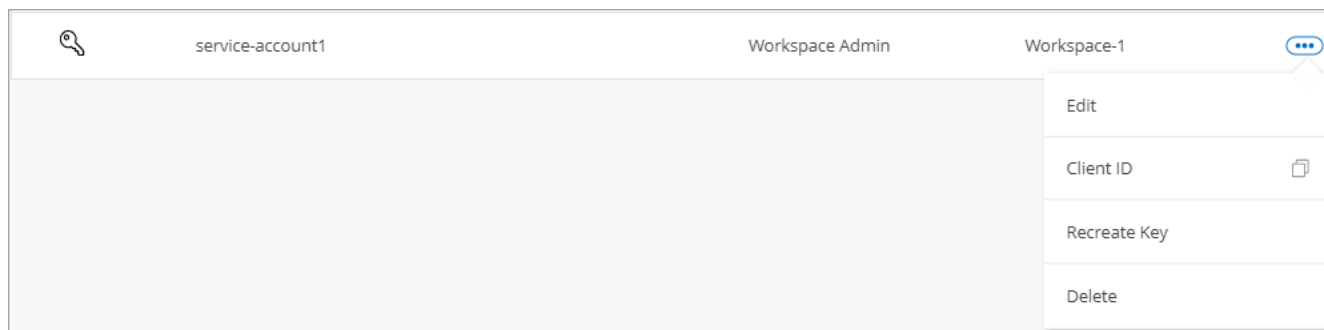 service-account1 Workspace Admin Workspace-1
Edit
Client ID
Recreate Key
Delete